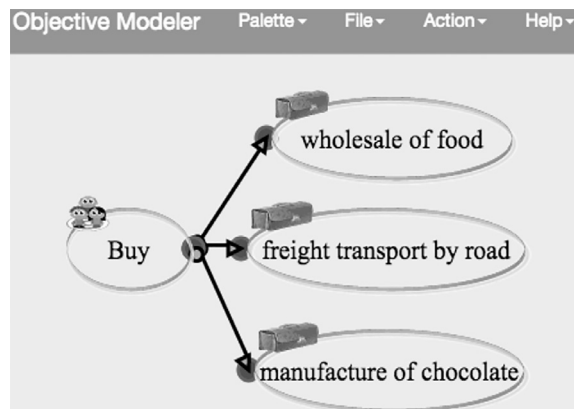 Objective Modeler Palette File Action Help
wholesale of food
Buy
freight transport by road
manufacture of chocolate